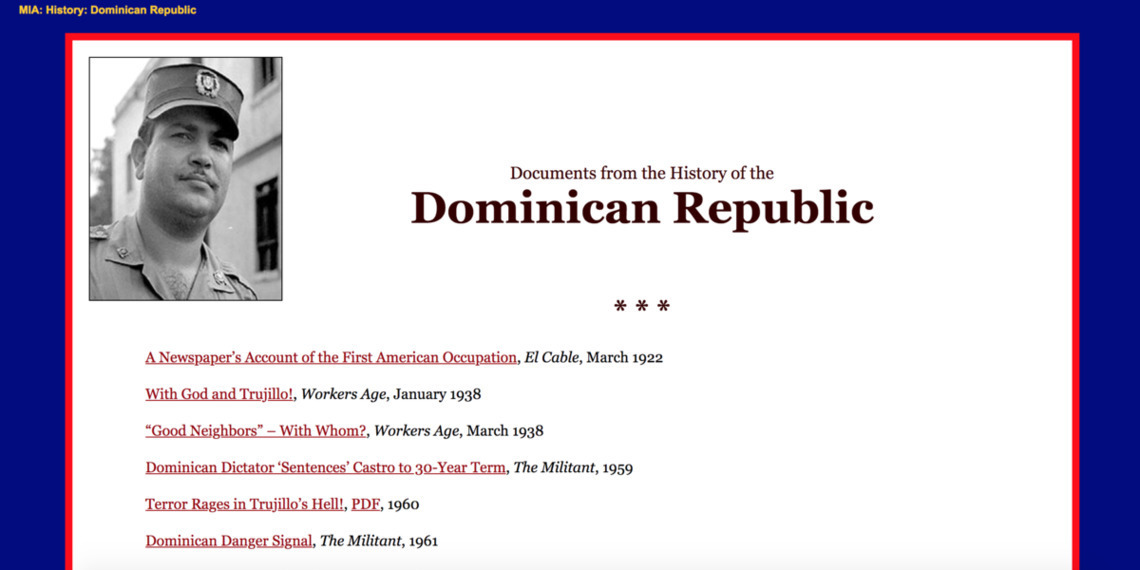 MIA: History: Dominican Republic
Documents from the History of the
Dominican Republic
* * *
A Newspaper’s Account of the First American Occupation, El Cable, March 1922
With God and Trujillo!, Workers Age, January 1938
“Good Neighbors” – With Whom?, Workers Age, March 1938
Dominican Dictator ‘Sentences’ Castro to 30-Year Term, The Militant, 1959
Terror Rages in Trujillo’s Hell!, PDF, 1960
Dominican Danger Signal, The Militant, 1961